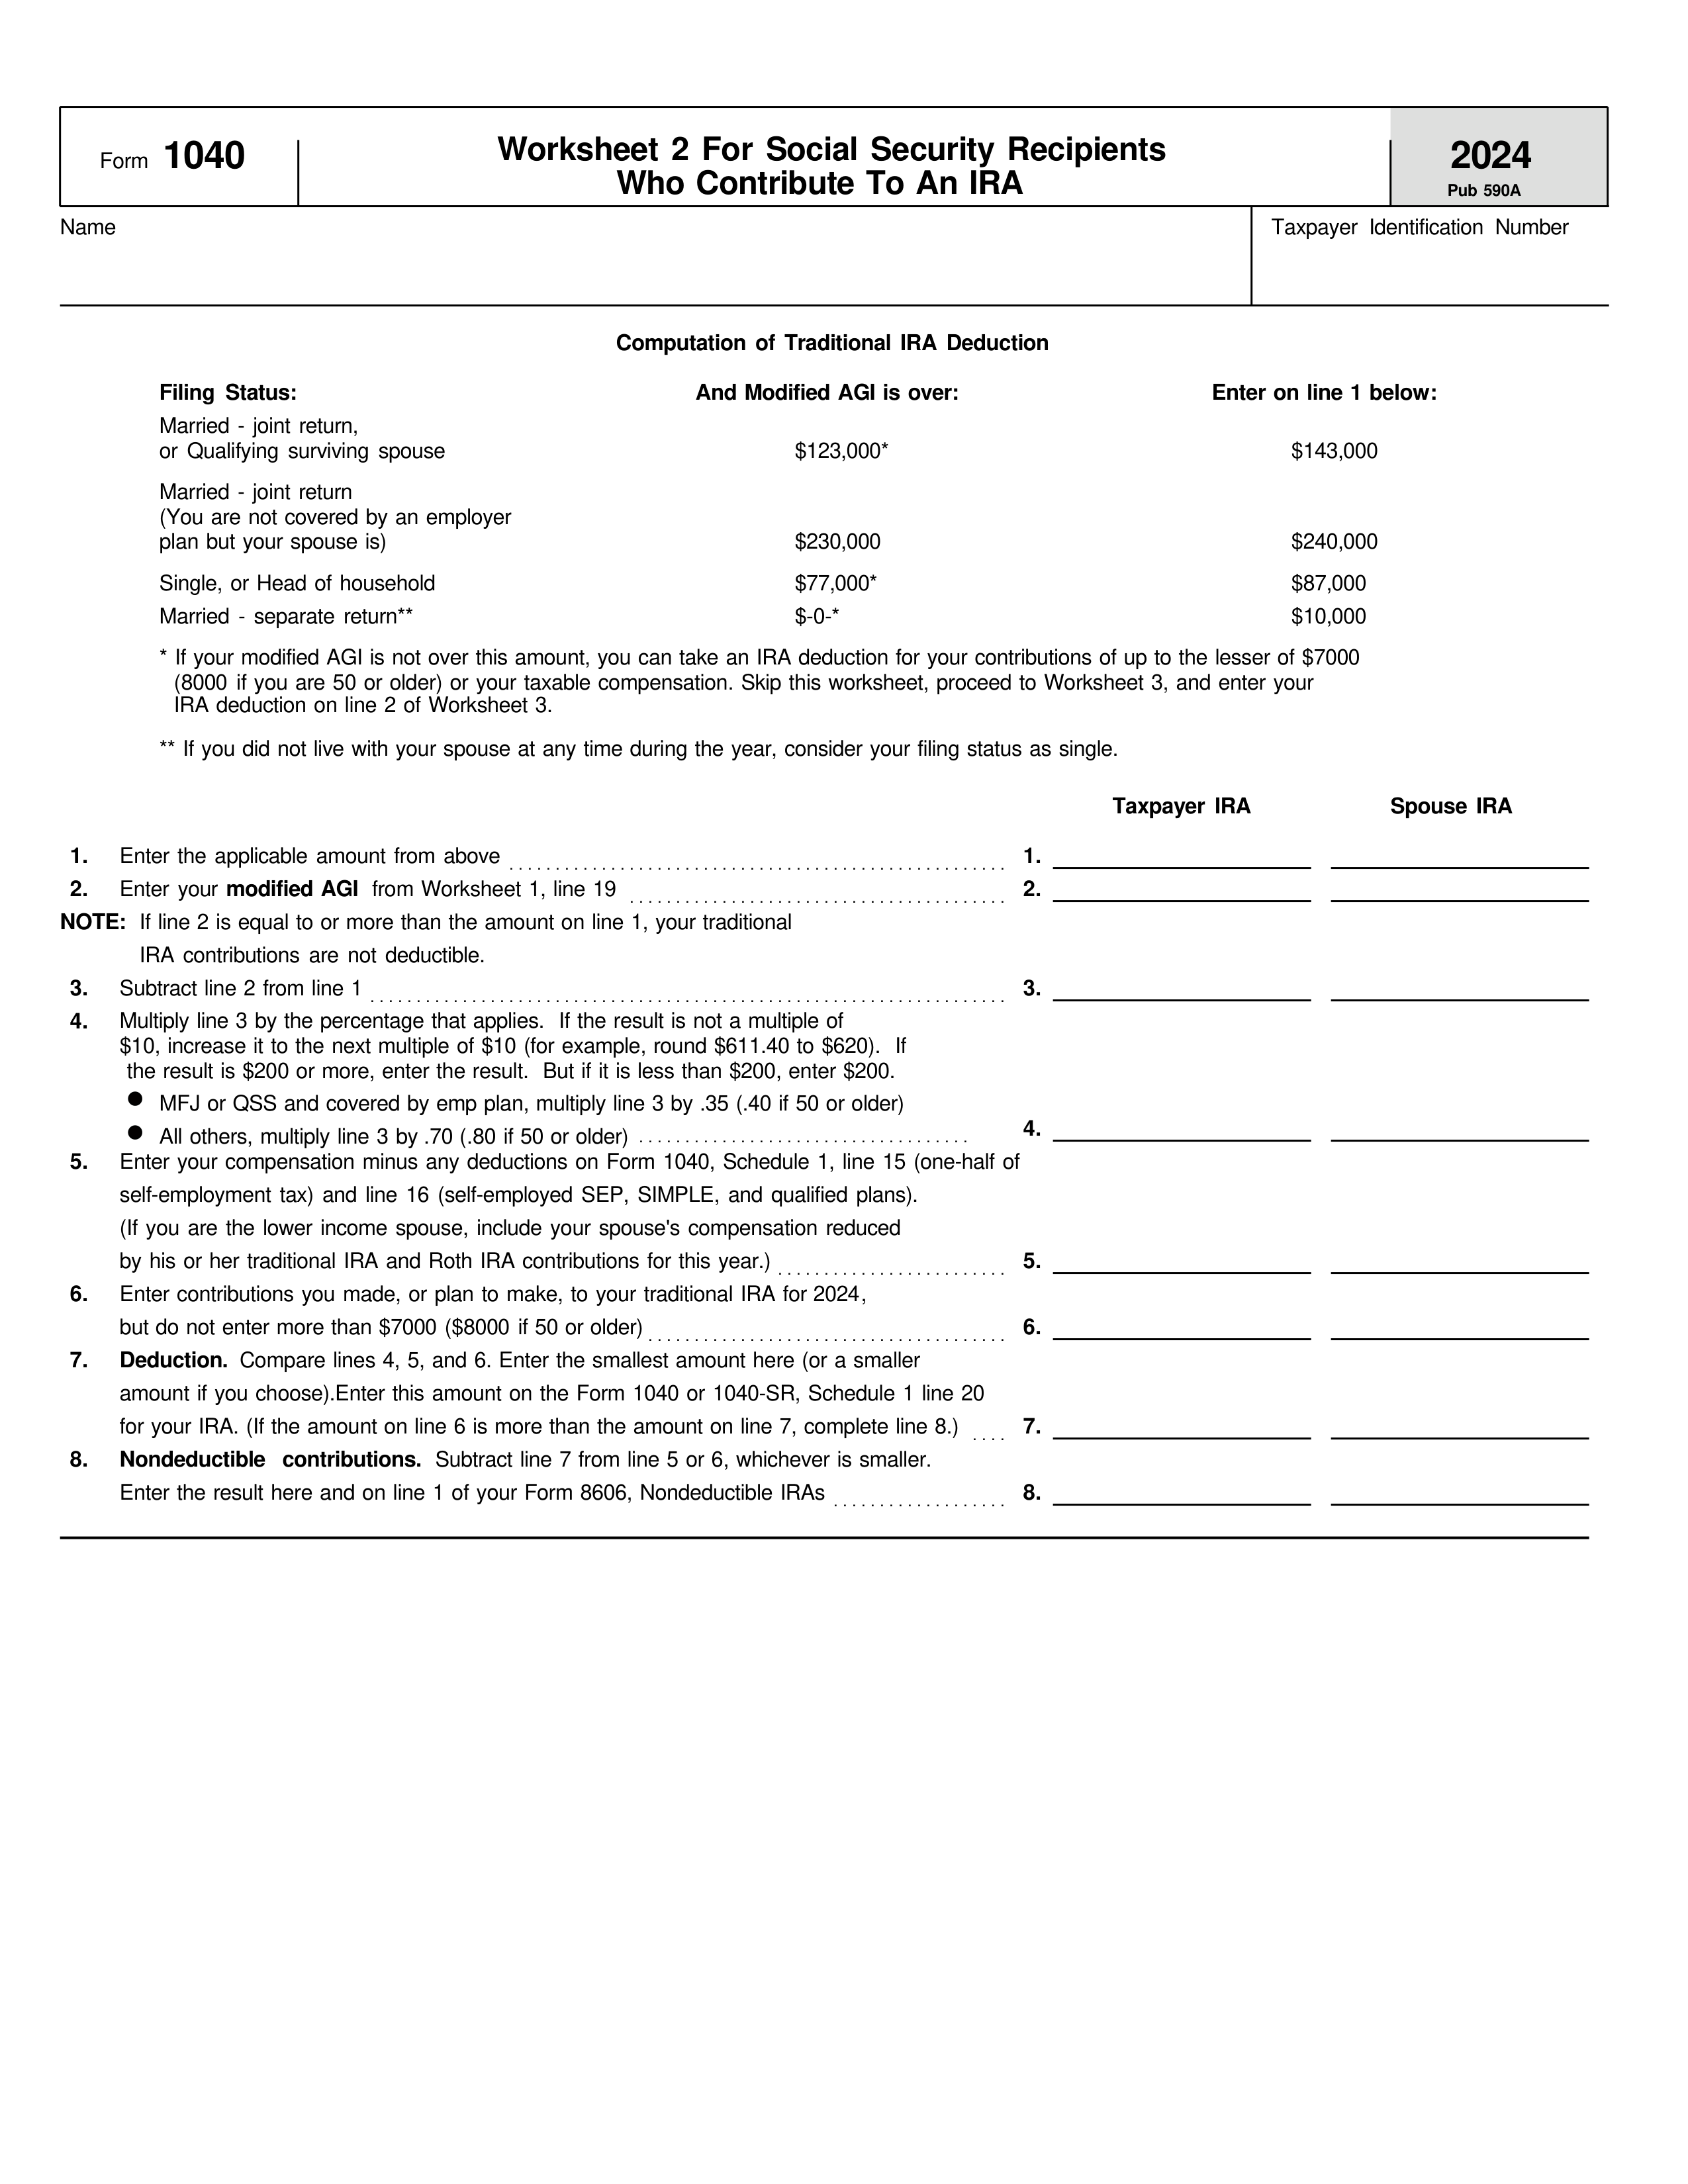 Form 1040
Worksheet 2 For Social Security Recipients
Who Contribute To An IRA
2024
Pub 590A
Name
Taxpayer Identification Number
Computation of Traditional IRA Deduction
Filing Status: And Modified AGI is over: Enter on line 1 below:
Married - joint return,
or Qualifying surviving spouse $123,000* $143,000
Married - joint return
(You are not covered by an employer
plan but your spouse is) $230,000 $240,000
Single, or Head of household $77,000* $87,000
Married - separate return** $-0-* $10,000
* If your modified AGI is not over this amount, you can take an IRA deduction for your contributions of up to the lesser of $7000
(8000 if you are 50 or older) or your taxable compensation. Skip this worksheet, proceed to Worksheet 3, and enter your
IRA deduction on line 2 of Worksheet 3.
** If you did not live with your spouse at any time during the year, consider your filing status as single.
Taxpayer IRA Spouse IRA
1. Enter the applicable amount from above 1.
2. Enter your modified AGI from Worksheet 1, line 19 2.
NOTE: If line 2 is equal to or more than the amount on line 1, your traditional
IRA contributions are not deductible.
3. Subtract line 2 from line 1 3.
4. Multiply line 3 by the percentage that applies. If the result is not a multiple of
$10, increase it to the next multiple of $10 (for example, round $611.40 to $620). If
the result is $200 or more, enter the result. But if it is less than $200, enter $200.
● MFJ or QSS and covered by emp plan, multiply line 3 by .35 (.40 if 50 or older)
● All others, multiply line 3 by .70 (.80 if 50 or older) 4.
5. Enter your compensation minus any deductions on Form 1040, Schedule 1, line 15 (one-half of
self-employment tax) and line 16 (self-employed SEP, SIMPLE, and qualified plans).
(If you are the lower income spouse, include your spouse's compensation reduced
by his or her traditional IRA and Roth IRA contributions for this year.) 5.
6. Enter contributions you made, or plan to make, to your traditional IRA for 2024,
but do not enter more than $7000 ($8000 if 50 or older) 6.
7. Deduction. Compare lines 4, 5, and 6. Enter the smallest amount here (or a smaller
amount if you choose).Enter this amount on the Form 1040 or 1040-SR, Schedule 1 line 20
for your IRA. (If the amount on line 6 is more than the amount on line 7, complete line 8.) 7.
8. Nondeductible contributions. Subtract line 7 from line 5 or 6, whichever is smaller.
Enter the result here and on line 1 of your Form 8606, Nondeductible IRAs 8.